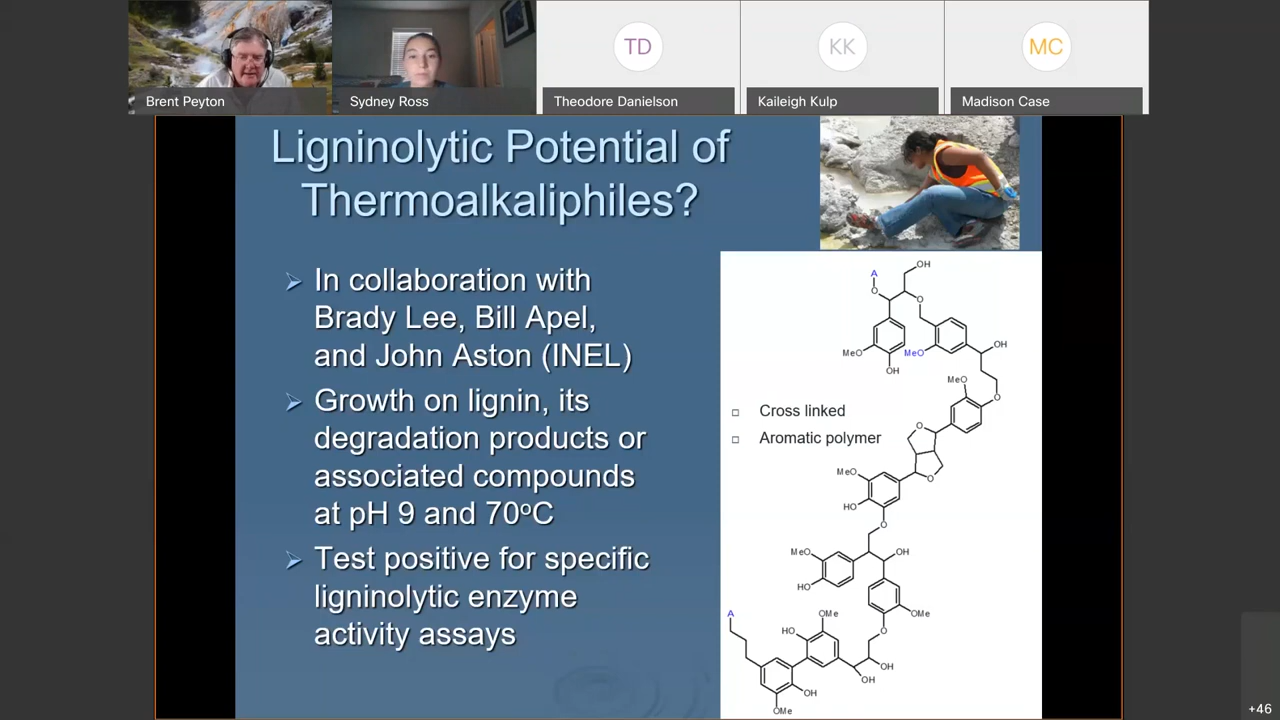 TD
KK
MC
Brent Peyton
Sydney Ross
Theodore Danielson
Kaileigh Kulp
Madison Case
Ligninolytic Potential of
Thermoalkaliphiles?
➢ In collaboration with
Brady Lee, Bill Apel,
and John Aston (INEL)
➢ Growth on lignin, its
degradation products or
associated compounds
at pH 9 and 70ᵒC
➢ Test positive for specific
ligninolytic enzyme
activity assays
OH
A
O
O
MeO
MeO
OH
OH
MeO
O
□ Cross linked
□ Aromatic polymer
O
MeO
O
HO
O
MeO
OH
HO
A
OMe
OMe
HO
O
OH
OH
OH
OMe
+46